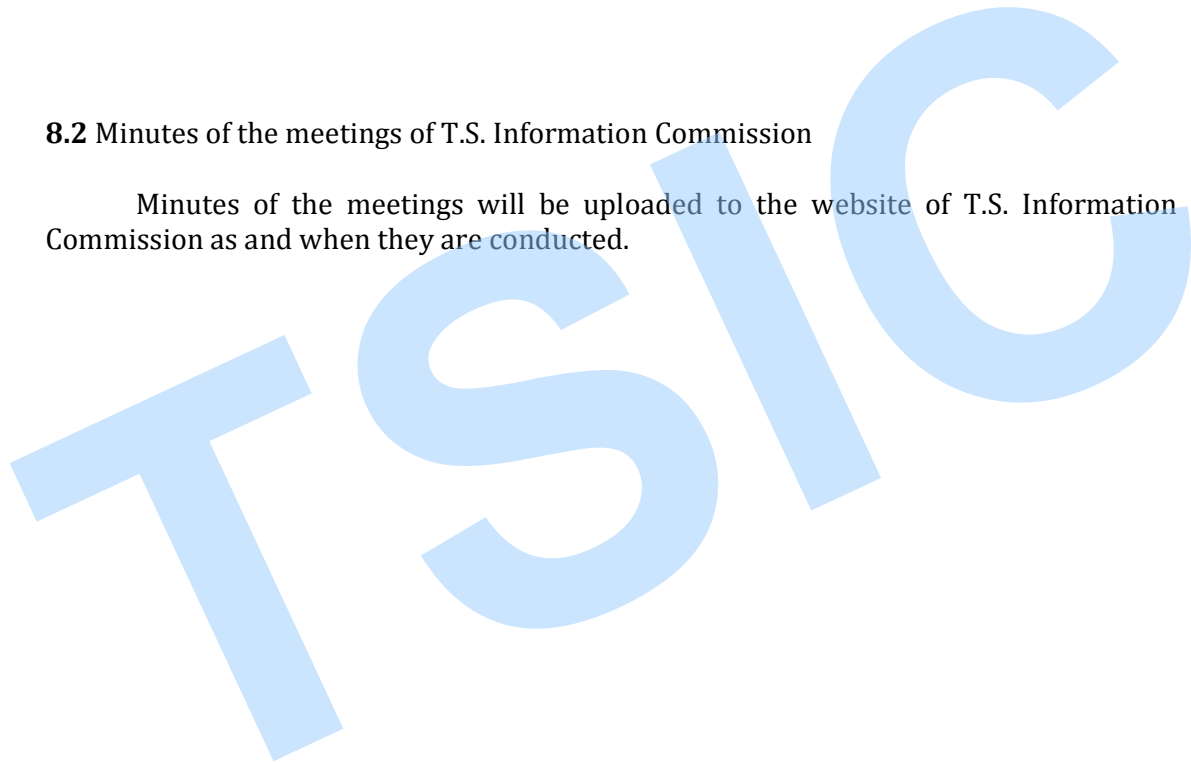 8.2 Minutes of the meetings of T.S. Information Commission
Minutes of the meetings will be uploaded to the website of T.S. Information
Commission as and when they are conducted.
TSIC